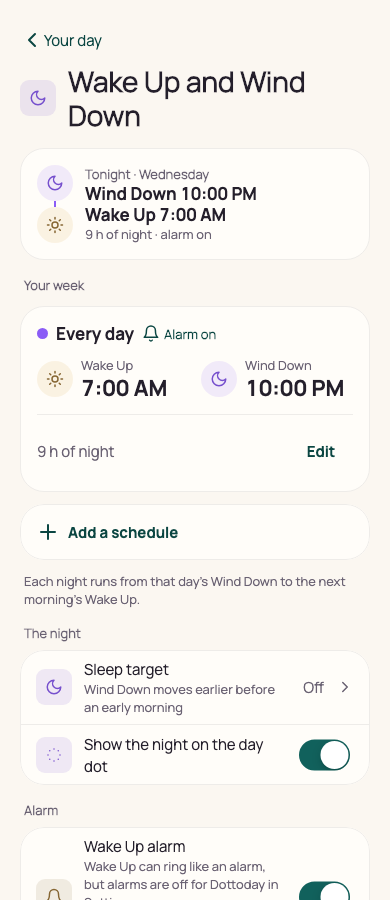 Your day
Wake Up and Wind
Down
Tonight · Wednesday
Wind Down 10:00 PM
Wake Up 7:00 AM
9 h of night · alarm on
Your week
Every day
Alarm on
Wake Up
7:00 AM
Wind Down
10:00 PM
9 h of night
Edit
Add a schedule
Each night runs from that day's Wind Down to the next
morning's Wake Up.
The night
Sleep target
Wind Down moves earlier before
an early morning
Off
Show the night on the day
dot
Alarm
Wake Up alarm
Wake Up can ring like an alarm,
but alarms are off for Dottoday in